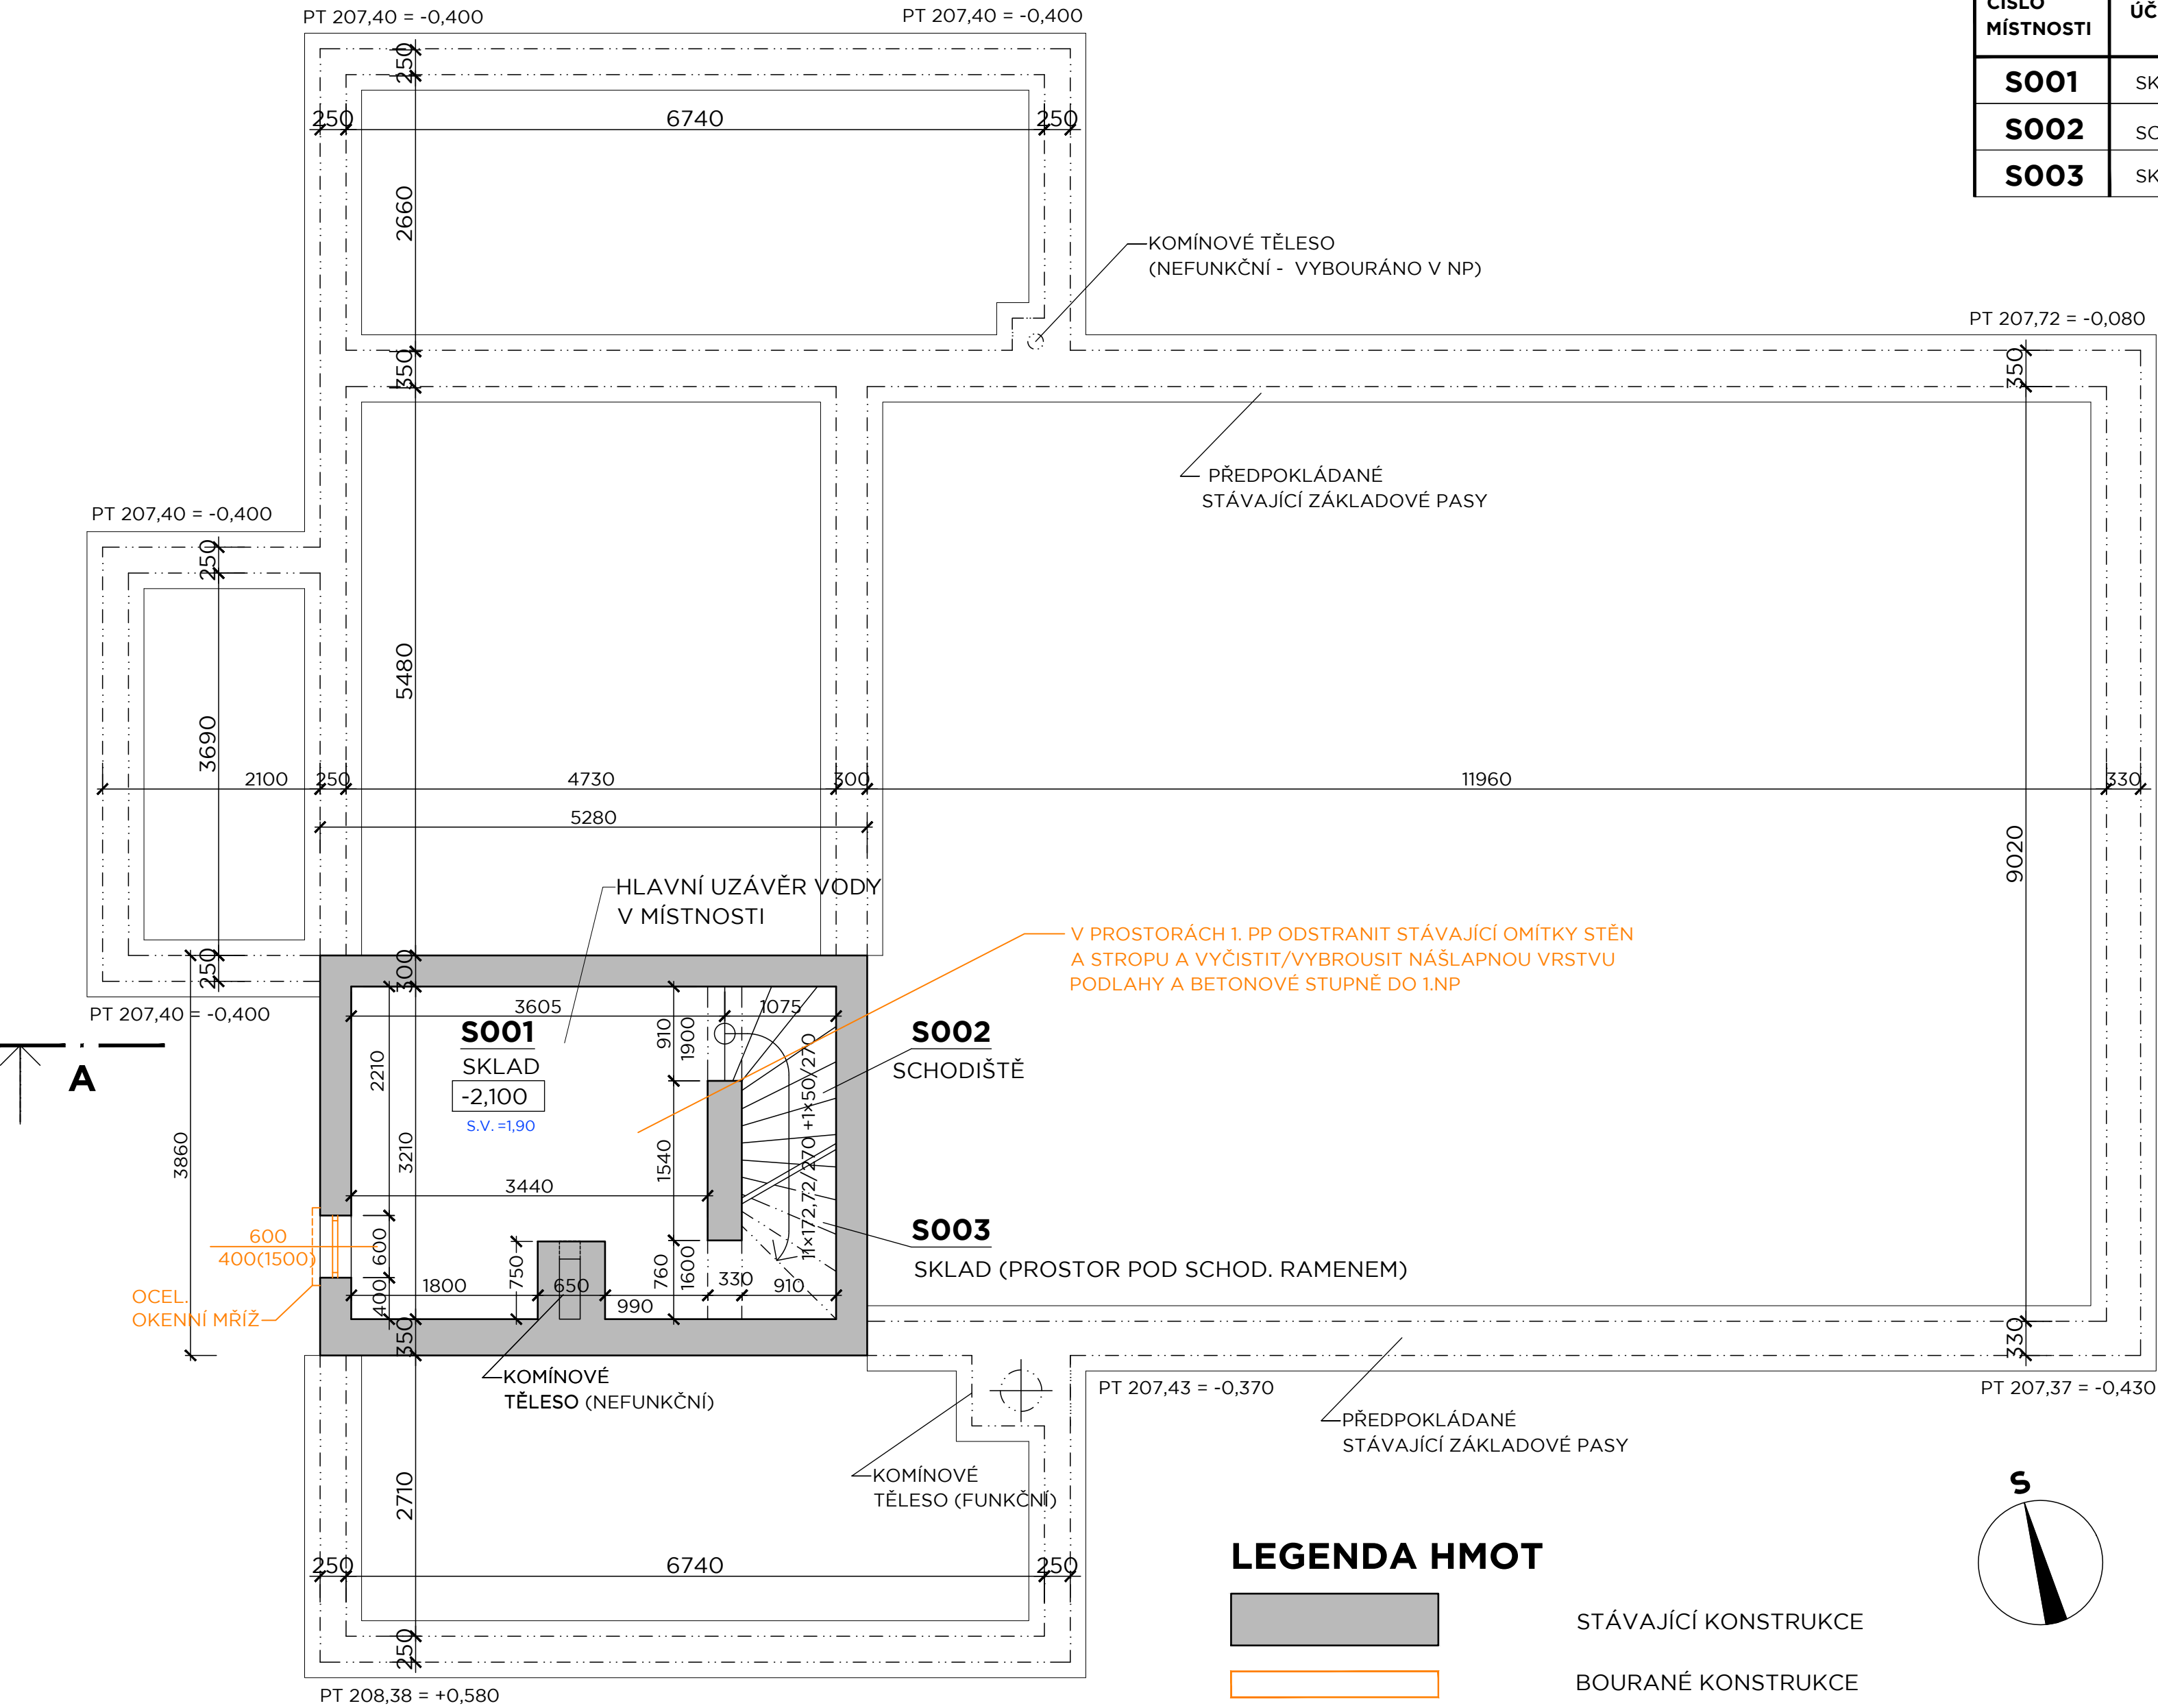 PT 207,40 = -0,400
PT 207,40 = -0,400
ČÍSLO
MÍSTNOSTI
S001
S002
S003
250
250
6740
250
2660
KOMÍNOVÉ TĚLESO
(NEFUNKČNÍ - VYBOURÁNO V NP)
PT 207,72 = -0,080
350
350
PŘEDPOKLÁDANÉ
STÁVAJÍCÍ ZÁKLADOVÉ PASY
PT 207,40 = -0,400
250
5480
3690
2100
250
4730
300
11960
330
5280
9020
HLAVNÍ UZÁVĚR VODY
V MÍSTNOSTI
V PROSTORÁCH 1. PP ODSTRANIT STÁVAJÍCÍ OMÍTKY STĚN
A STROPU A VYČISTIT/VYBROUSIT NÁŠLAPNOU VRSTVU
PODLAHY A BETONOVÉ STUPNĚ DO 1.NP
250
300
PT 207,40 = -0,400
3605
1075
S001
SKLAD
-2,100
S.V. =1,90
910
1900
S002
SCHODIŠTĚ
A
2210
3860
3210
1540
11×172,72/270 +1×50/270
3440
S003
SKLAD (PROSTOR POD SCHOD. RAMENEM)
600
400(1500)
600
400
750
760
1600
1800
650
990
330
910
OCEL.
OKENNÍ MŘÍŽ
350
330
KOMÍNOVÉ
TĚLESO (NEFUNKČNÍ)
PT 207,43 = -0,370
PT 207,37 = -0,430
PŘEDPOKLÁDANÉ
STÁVAJÍCÍ ZÁKLADOVÉ PASY
KOMÍNOVÉ
TĚLESO (FUNKČNÍ)
2710
250
6740
250
250
PT 208,38 = +0,580
S
LEGENDA HMOT
STÁVAJÍCÍ KONSTRUKCE
BOURANÉ KONSTRUKCE